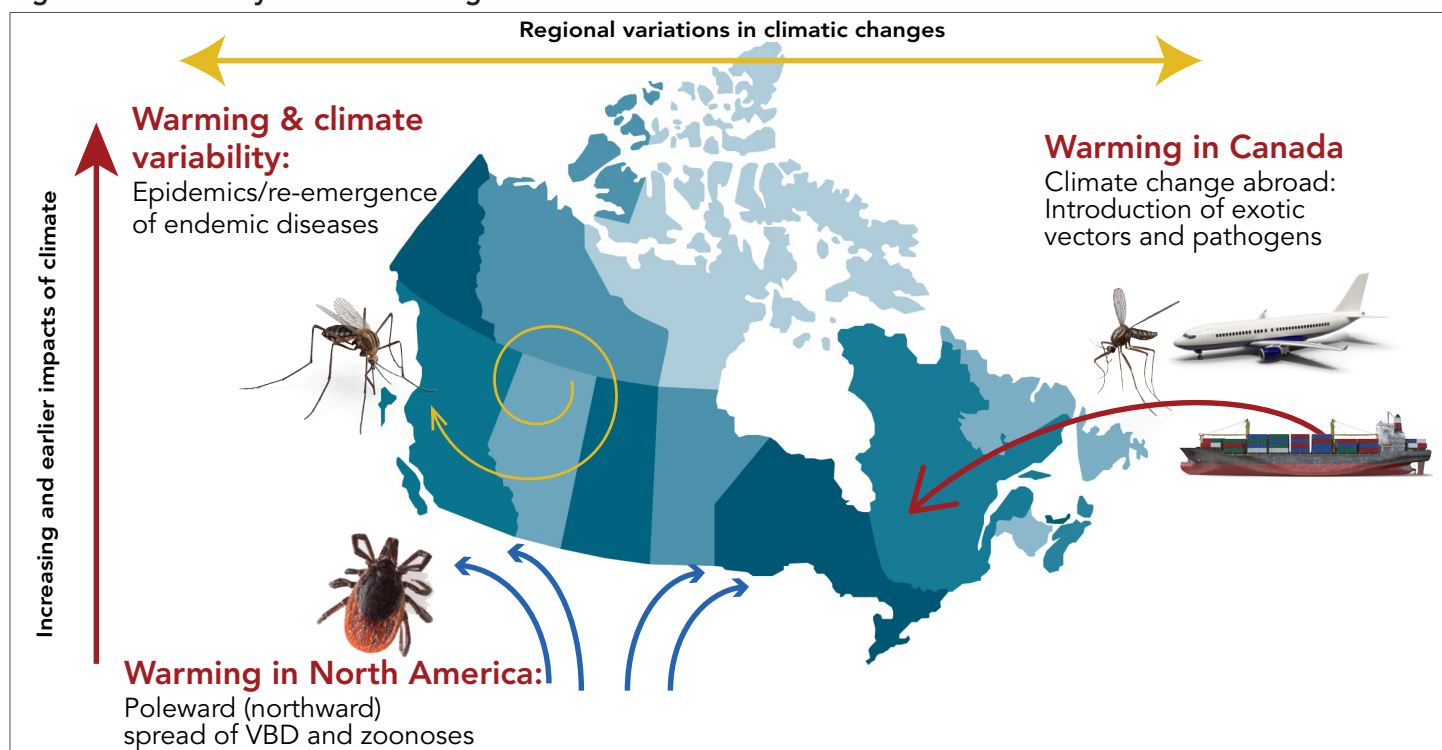 Regional variations in climatic changes
Warming & climate
variability:
Epidemics/re-emergence
of endemic diseases
Warming in Canada
Climate change abroad:
Introduction of exotic
vectors and pathogens
Increasing and earlier impacts of climate
Warming in North America:
Poleward (northward)
spread of VBD and zoonoses